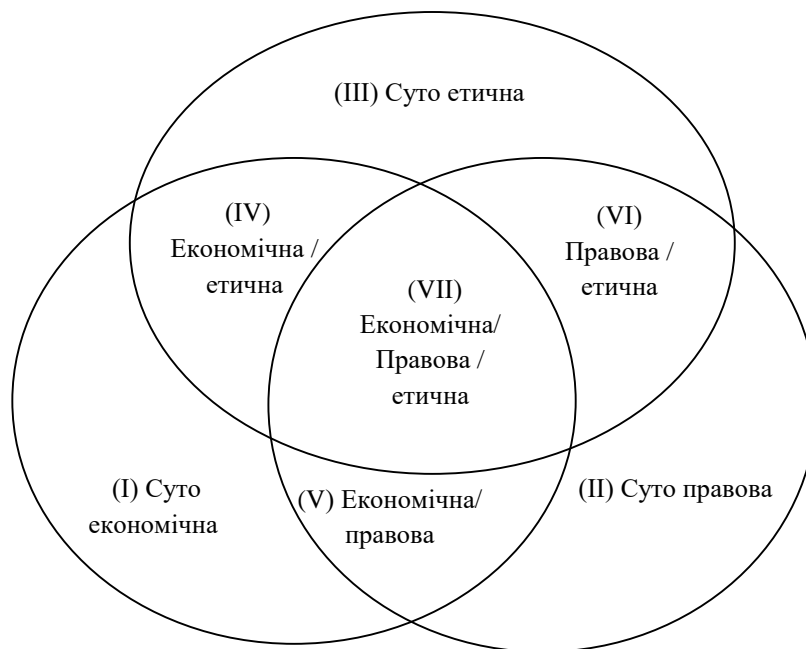 (III) Суто етична
(IV)
Економічна /
етична
(VI)
Правова /
етична
(VII)
Економічна/
Правова /
етична
(I) Суто
економічна
(V) Економічна/
правова
(II) Суто правова